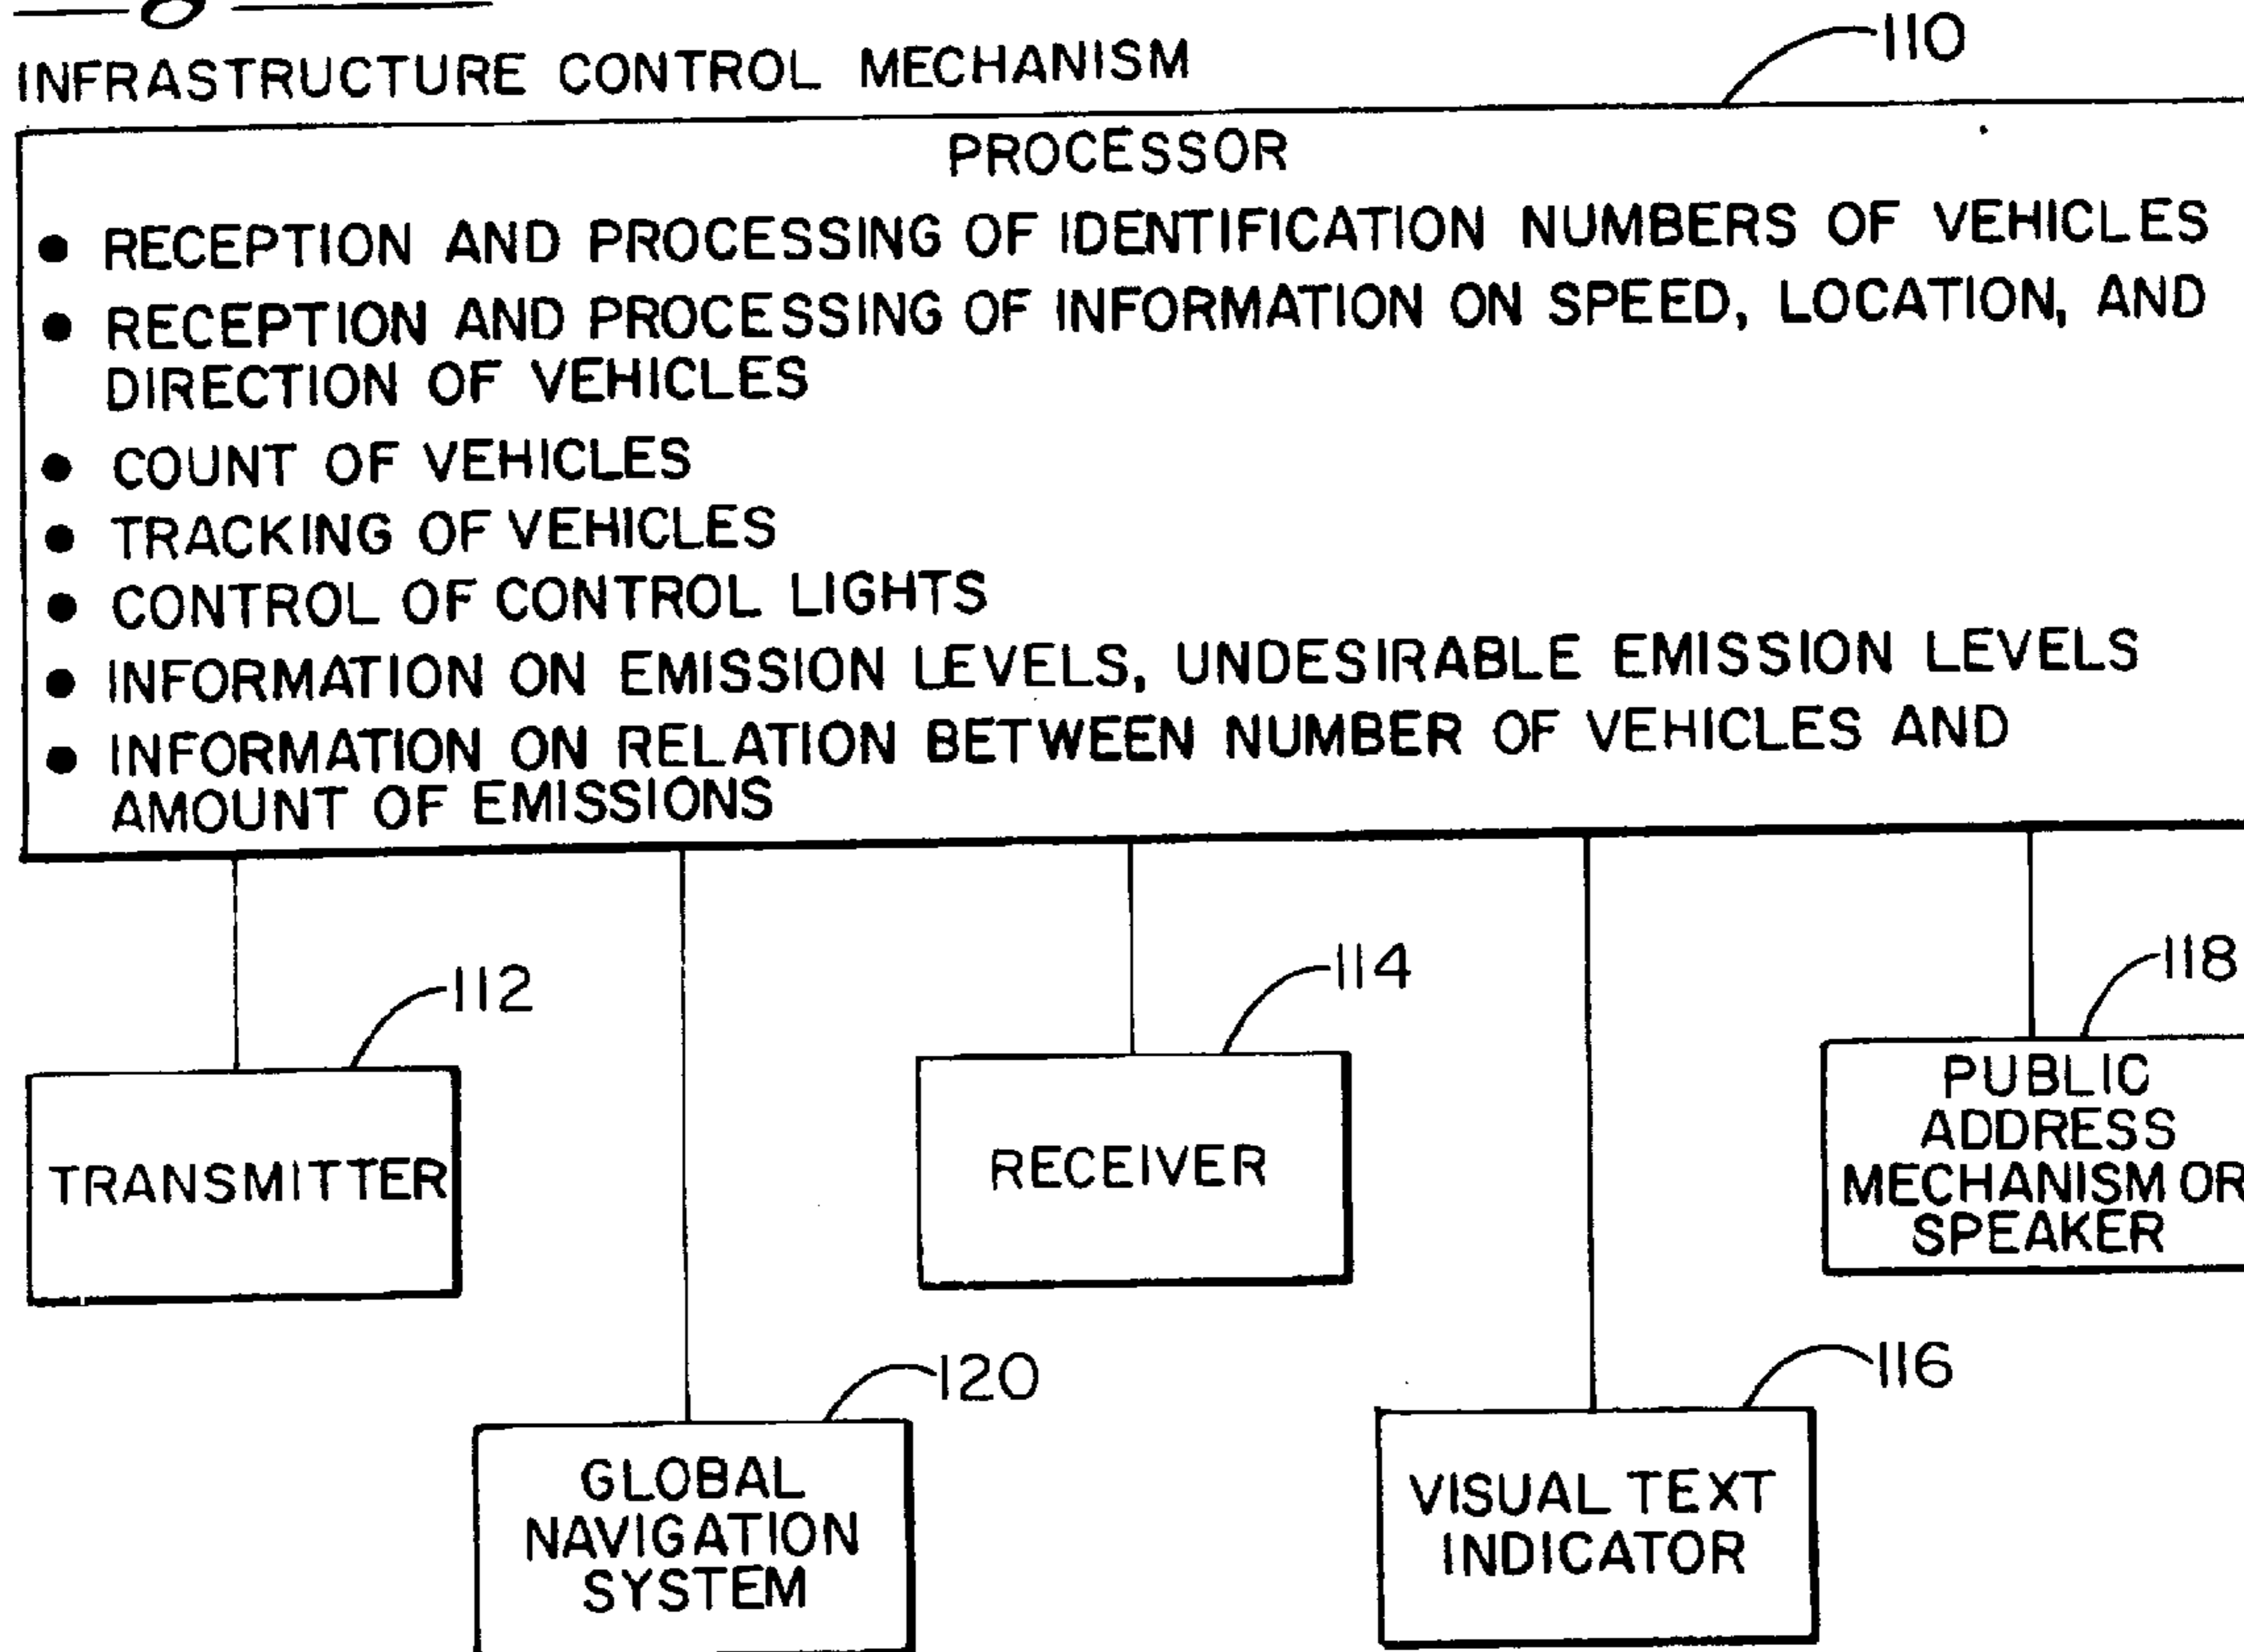 INFRASTRUCTURE CONTROL MECHANISM
110
PROCESSOR
• RECEPTION AND PROCESSING OF IDENTIFICATION NUMBERS OF VEHICLES
• RECEPTION AND PROCESSING OF INFORMATION ON SPEED, LOCATION, AND
DIRECTION OF VEHICLES
• COUNT OF VEHICLES
• TRACKING OF VEHICLES
• CONTROL OF CONTROL LIGHTS
• INFORMATION ON EMISSION LEVELS, UNDESIRABLE EMISSION LEVELS
• INFORMATION ON RELATION BETWEEN NUMBER OF VEHICLES AND
AMOUNT OF EMISSIONS
112
TRANSMITTER
114
RECEIVER
118
PUBLIC
ADDRESS
MECHANISM OR
SPEAKER
120
GLOBAL
NAVIGATION
SYSTEM
116
VISUAL TEXT
INDICATOR